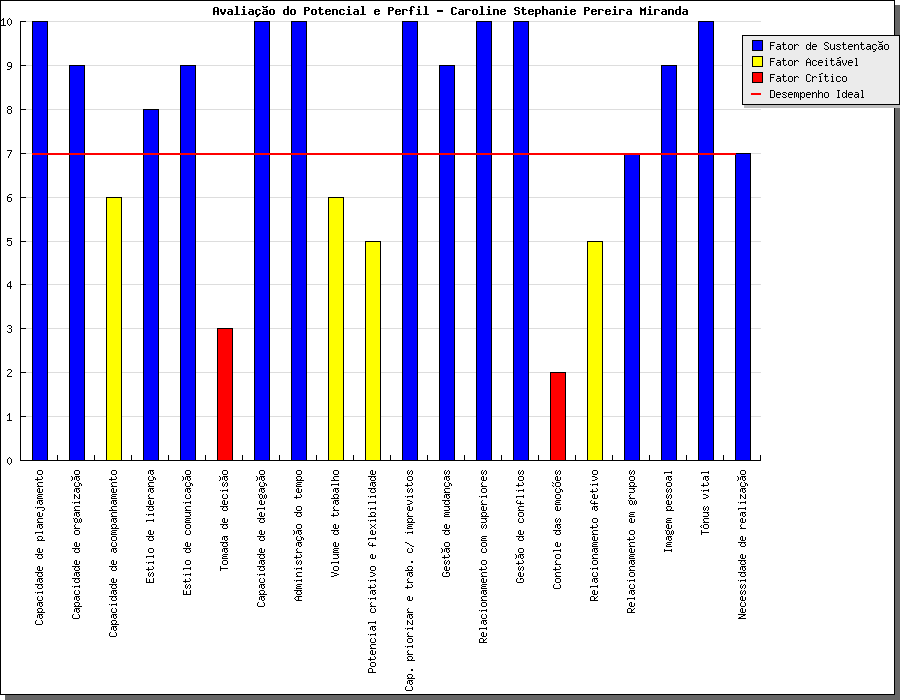 Avaliação do Potencial e Perfil - Caroline Stephanie Pereira Miranda
Fator de Sustentação
Fator Aceitável
Fator Crítico
Desempenho Ideal
10
9
8
7
6
5
4
3
2
1
0
Capacidade de planejamento
Capacidade de organização
Capacidade de acompanhamento
Estilo de liderança
Estilo de comunicação
Tomada de decisão
Capacidade de delegação
Administração do tempo
Volume de trabalho
Potencial criativo e flexibilidade
Cap. priorizar e trab. c/ imprevistos
Gestão de mudanças
Relacionamento com superiores
Gestão de conflitos
Controle das emoções
Relacionamento afetivo
Relacionamento em grupos
Imagem pessoal
Tônus vital
Necessidade de realização